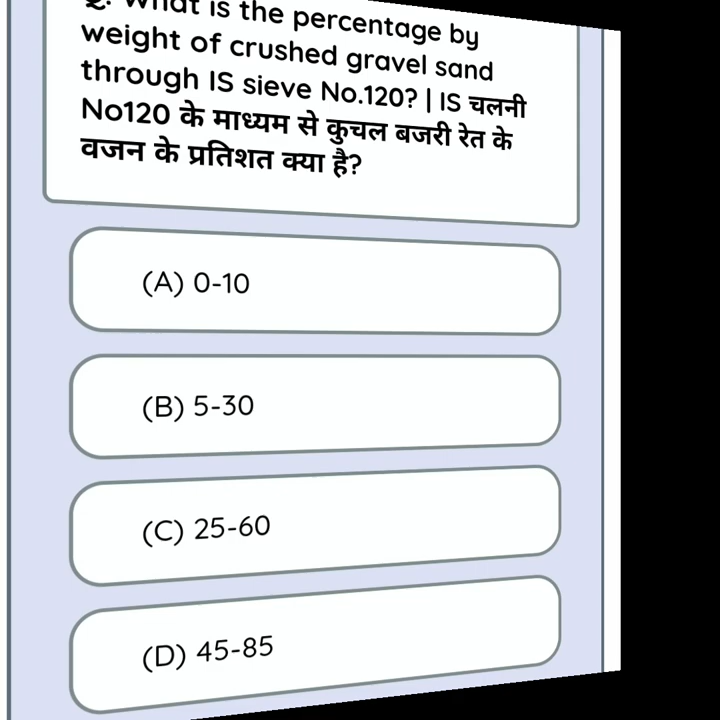 Q. What is the percentage by
weight of crushed gravel sand
through IS sieve No.120? | IS चलनी
No120 के माध्यम से कुचल बजरी रेत के
वजन के प्रतिशत क्या है?
(A) 0-10
(B) 5-30
(C) 25-60
(D) 45-85